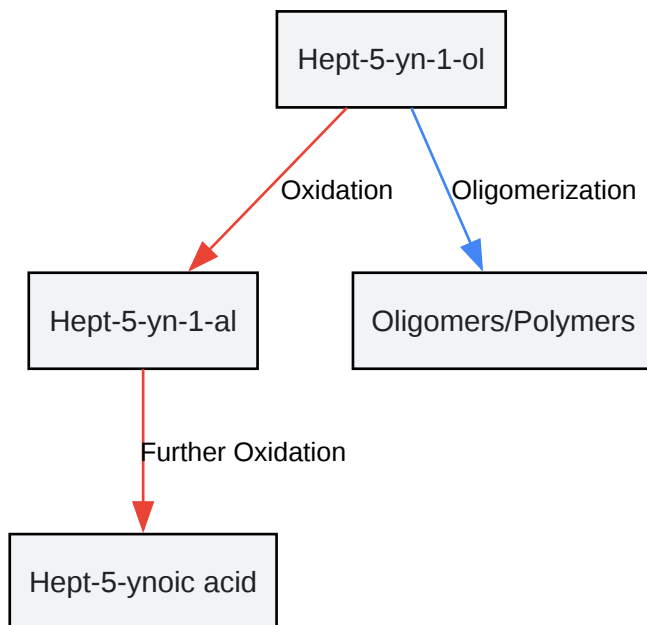 Hept-5-yn-1-ol
Oxidation
Oligomerization
Hept-5-yn-1-al
Oligomers/Polymers
Further Oxidation
Hept-5-ynoic acid